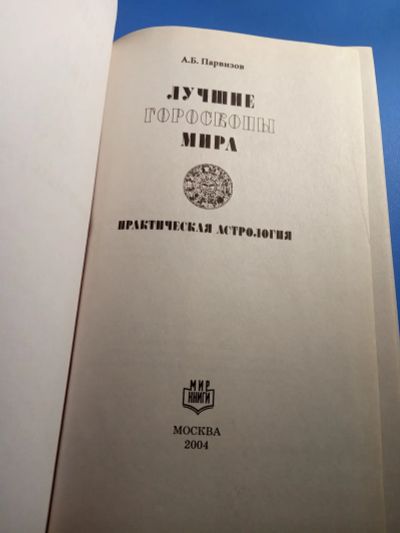 А.Б. Парвизов
ЛУЧШИЕ
ГОРОСКОПЫ
МИРА
ПРАКТИЧЕСКАЯ АСТРОЛОГИЯ
МИР
КНИГИ
МОСКВА
2004